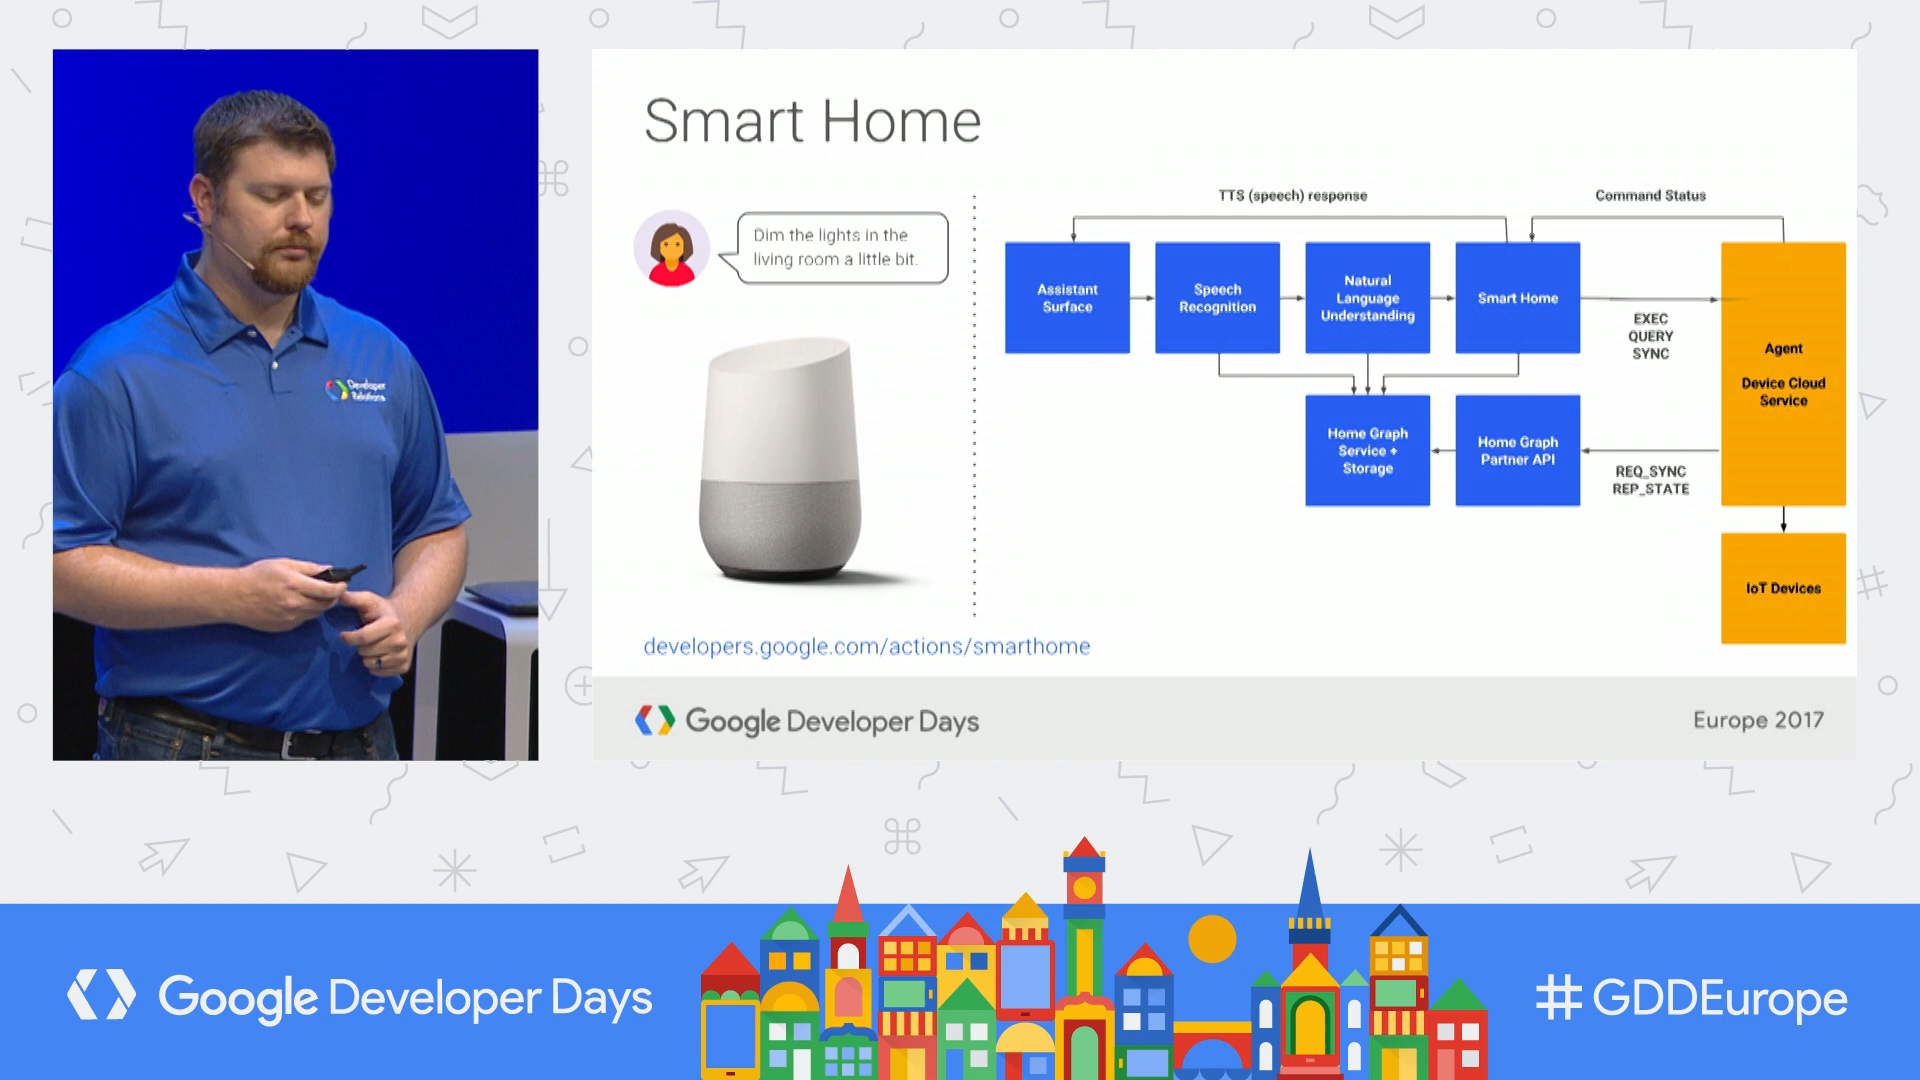 Developer
Relations
Smart Home
Dim the lights in the
living room a little bit.
developers.google.com/actions/smarthome
TTS (speech) response
Command Status
Assistant
Surface
Speech
Recognition
Natural
Language
Understanding
Smart Home
EXEC
QUERY
SYNC
Agent
Device Cloud
Service
Home Graph
Service +
Storage
Home Graph
Partner API
REQ_SYNC
REP_STATE
IoT Devices
Google Developer Days
Europe 2017
Google Developer Days
#GDDEurope